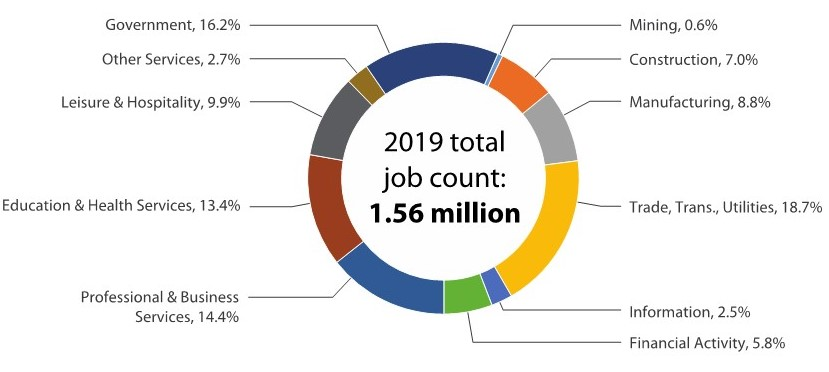 Government, 16.2%
Other Services, 2.7%
Leisure & Hospitality, 9.9%
Education & Health Services, 13.4%
Professional & Business
Services, 14.4%
2019 total
job count:
1.56 million
Mining, 0.6%
Construction, 7.0%
Manufacturing, 8.8%
Trade, Trans., Utilities, 18.7%
Information, 2.5%
Financial Activity, 5.8%